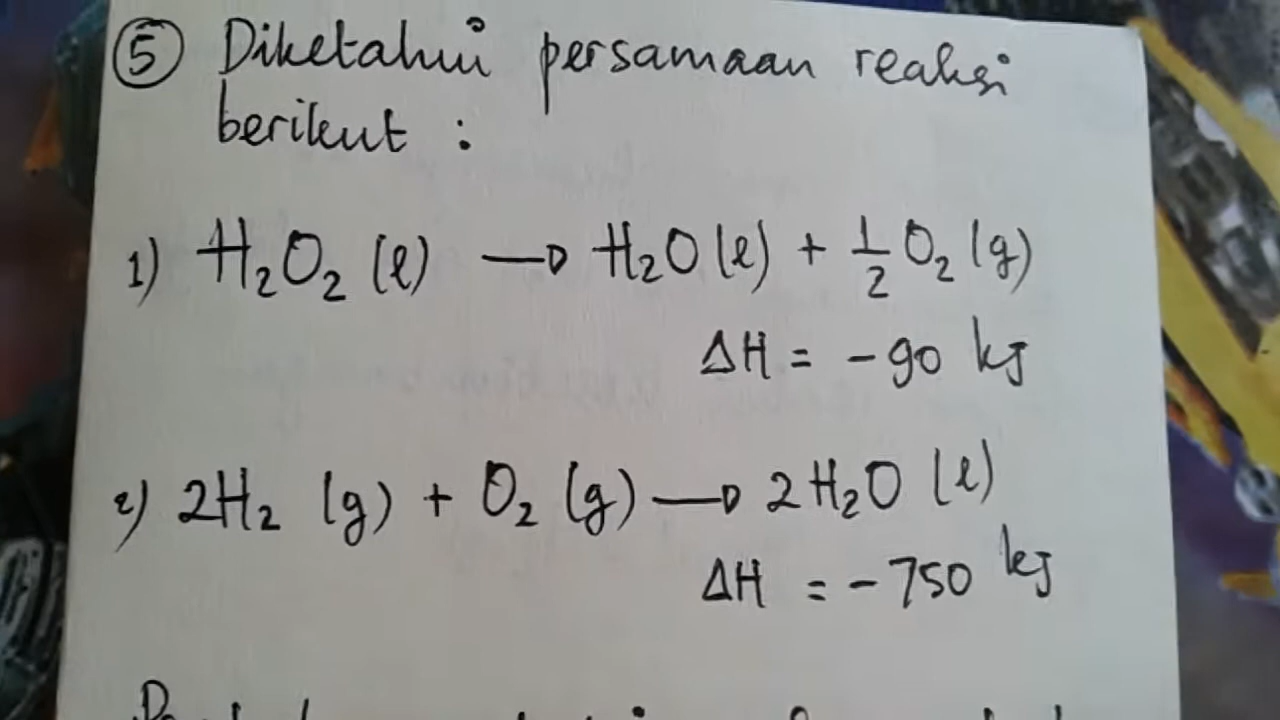 ⑤ Diketahui persamaan reaksi
berikut :
1) H₂O₂ (l) → H₂O (l) + 1/2 O₂ (g)
ΔH = -90 kJ
2) 2H₂ (g) + O₂ (g) → 2H₂O (l)
ΔH = -750 kJ